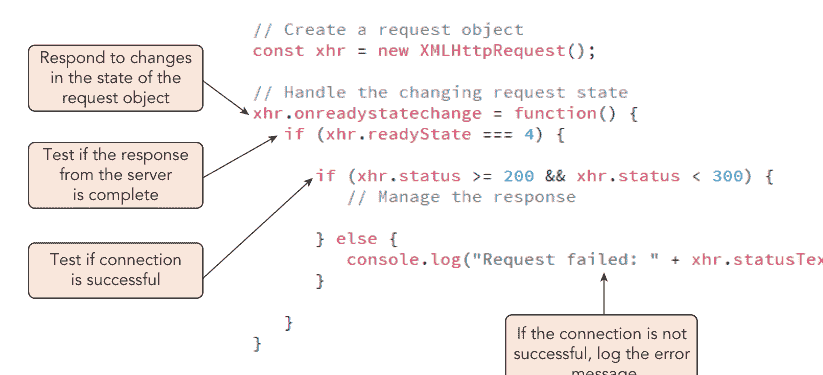 // Create a request object
const xhr = new XMLHttpRequest();
Respond to changes
in the state of the
request object
// Handle the changing request state
xhr.onreadystatechange = function() {
if (xhr.readyState === 4) {
Test if the response
from the server
is complete
if (xhr.status >= 200 && xhr.status < 300) {
// Manage the response
} else {
console.log("Request failed: " + xhr.statusTex
}
Test if connection
is successful
}
}
If the connection is not
successful, log the error
message